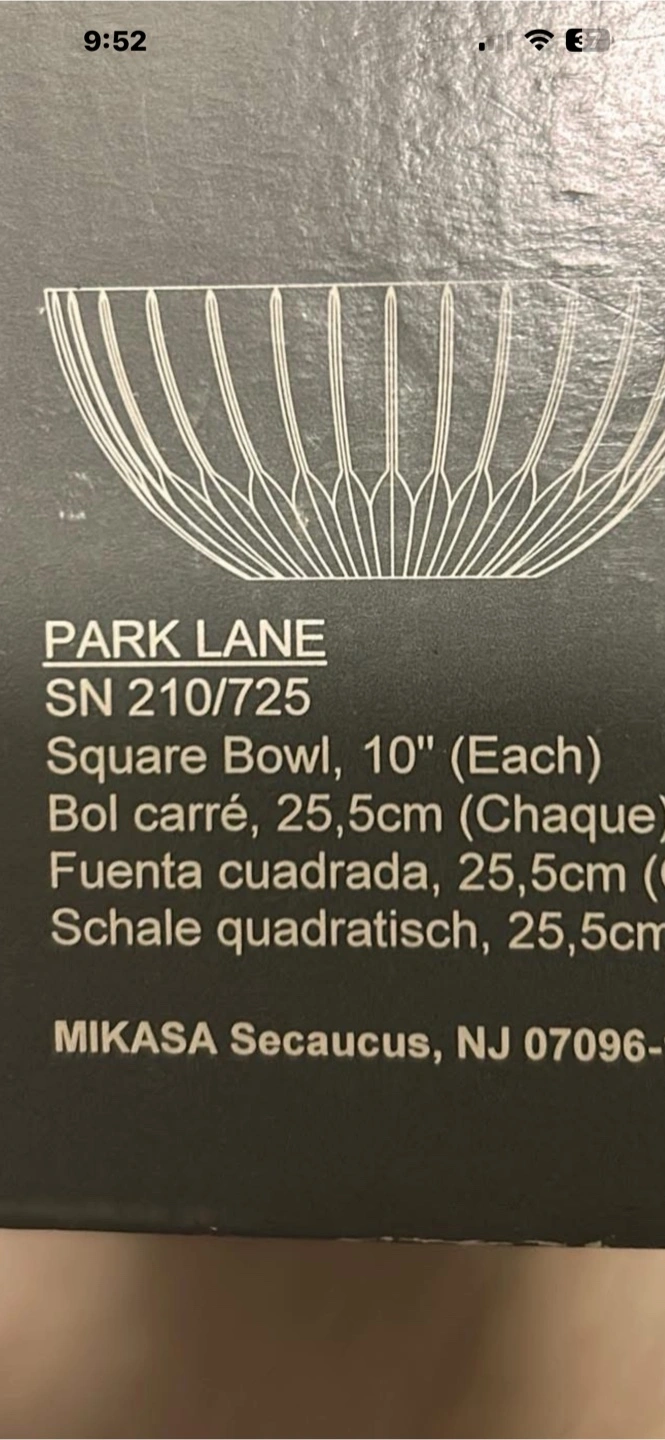 9:52
PARK LANE
SN 210/725
Square Bowl, 10" (Each)
Bol carré, 25,5cm (Chaque)
Fuenta cuadrada, 25,5cm (
Schale quadratisch, 25,5cm
MIKASA Secaucus, NJ 07096-